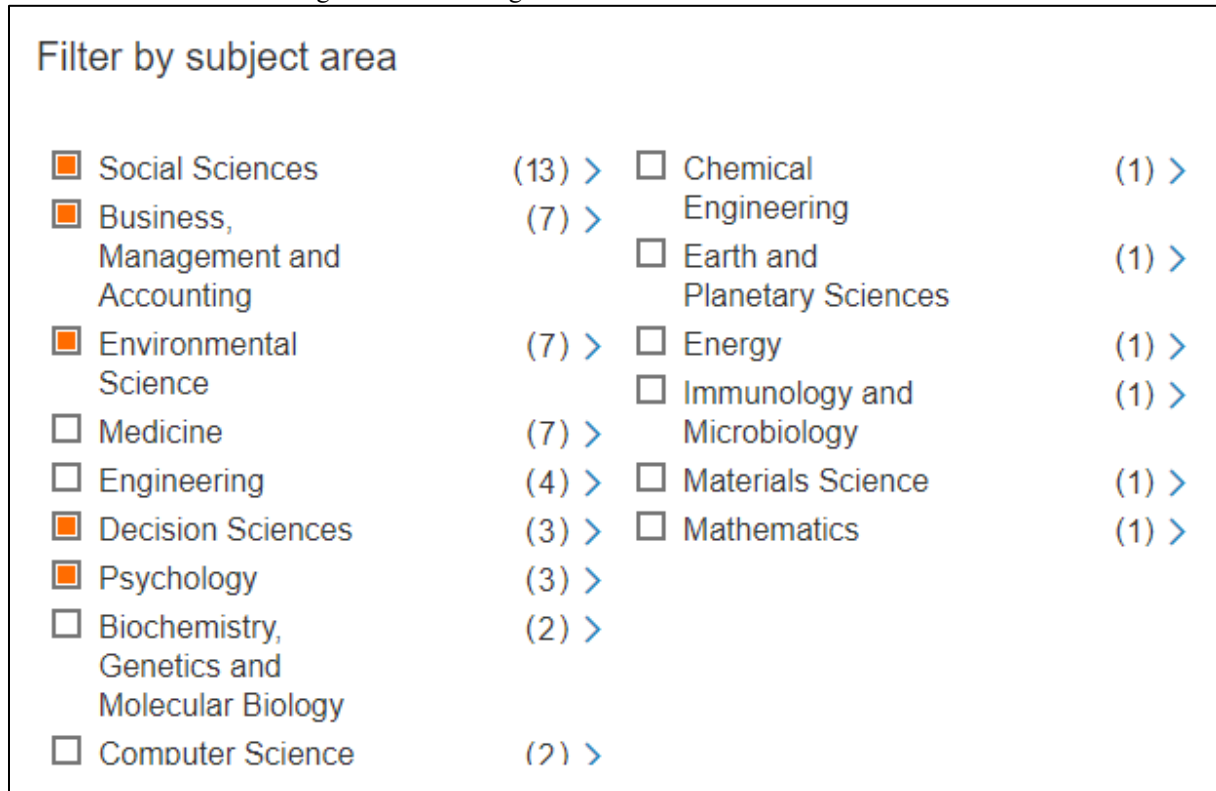 Filter by subject area
Social Sciences (13)
Business, (7)
Management and
Accounting
Environmental (7)
Science
Medicine (7)
Engineering (4)
Decision Sciences (3)
Psychology (3)
Biochemistry, (2)
Genetics and
Molecular Biology
Computer Science (2)
Chemical (1)
Engineering
Earth and (1)
Planetary Sciences
Energy (1)
Immunology and (1)
Microbiology
Materials Science (1)
Mathematics (1)